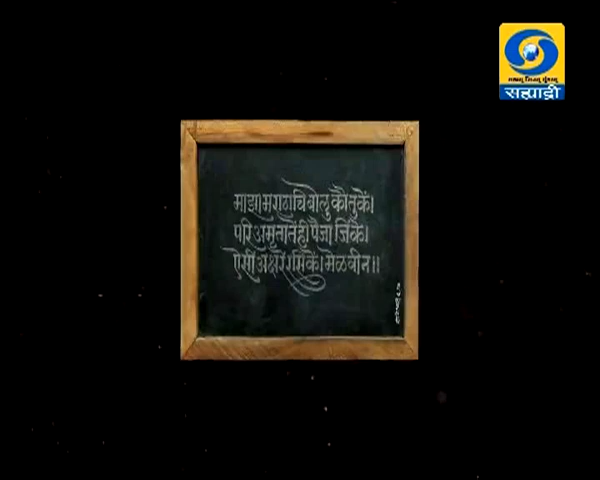 सह्याद्री
माझा मराठाचि बोलु कौतुकें।
परि अमृतातेंही पैजा जिंके।
ऐसीं अक्षरें रसिकें। मेळवीन॥